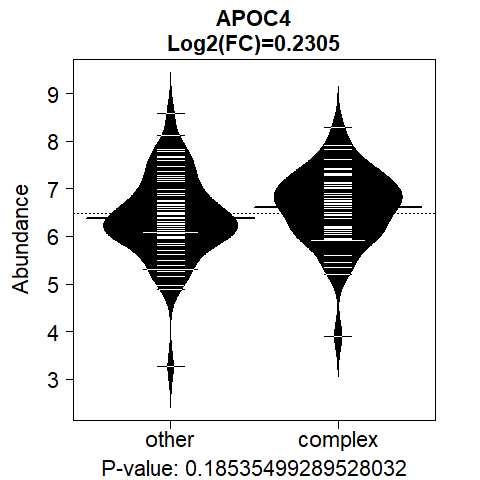 APOC4
Log2(FC)=0.2305
Abundance
9
8
7
6
5
4
3
other complex
P-value: 0.18535499289528032